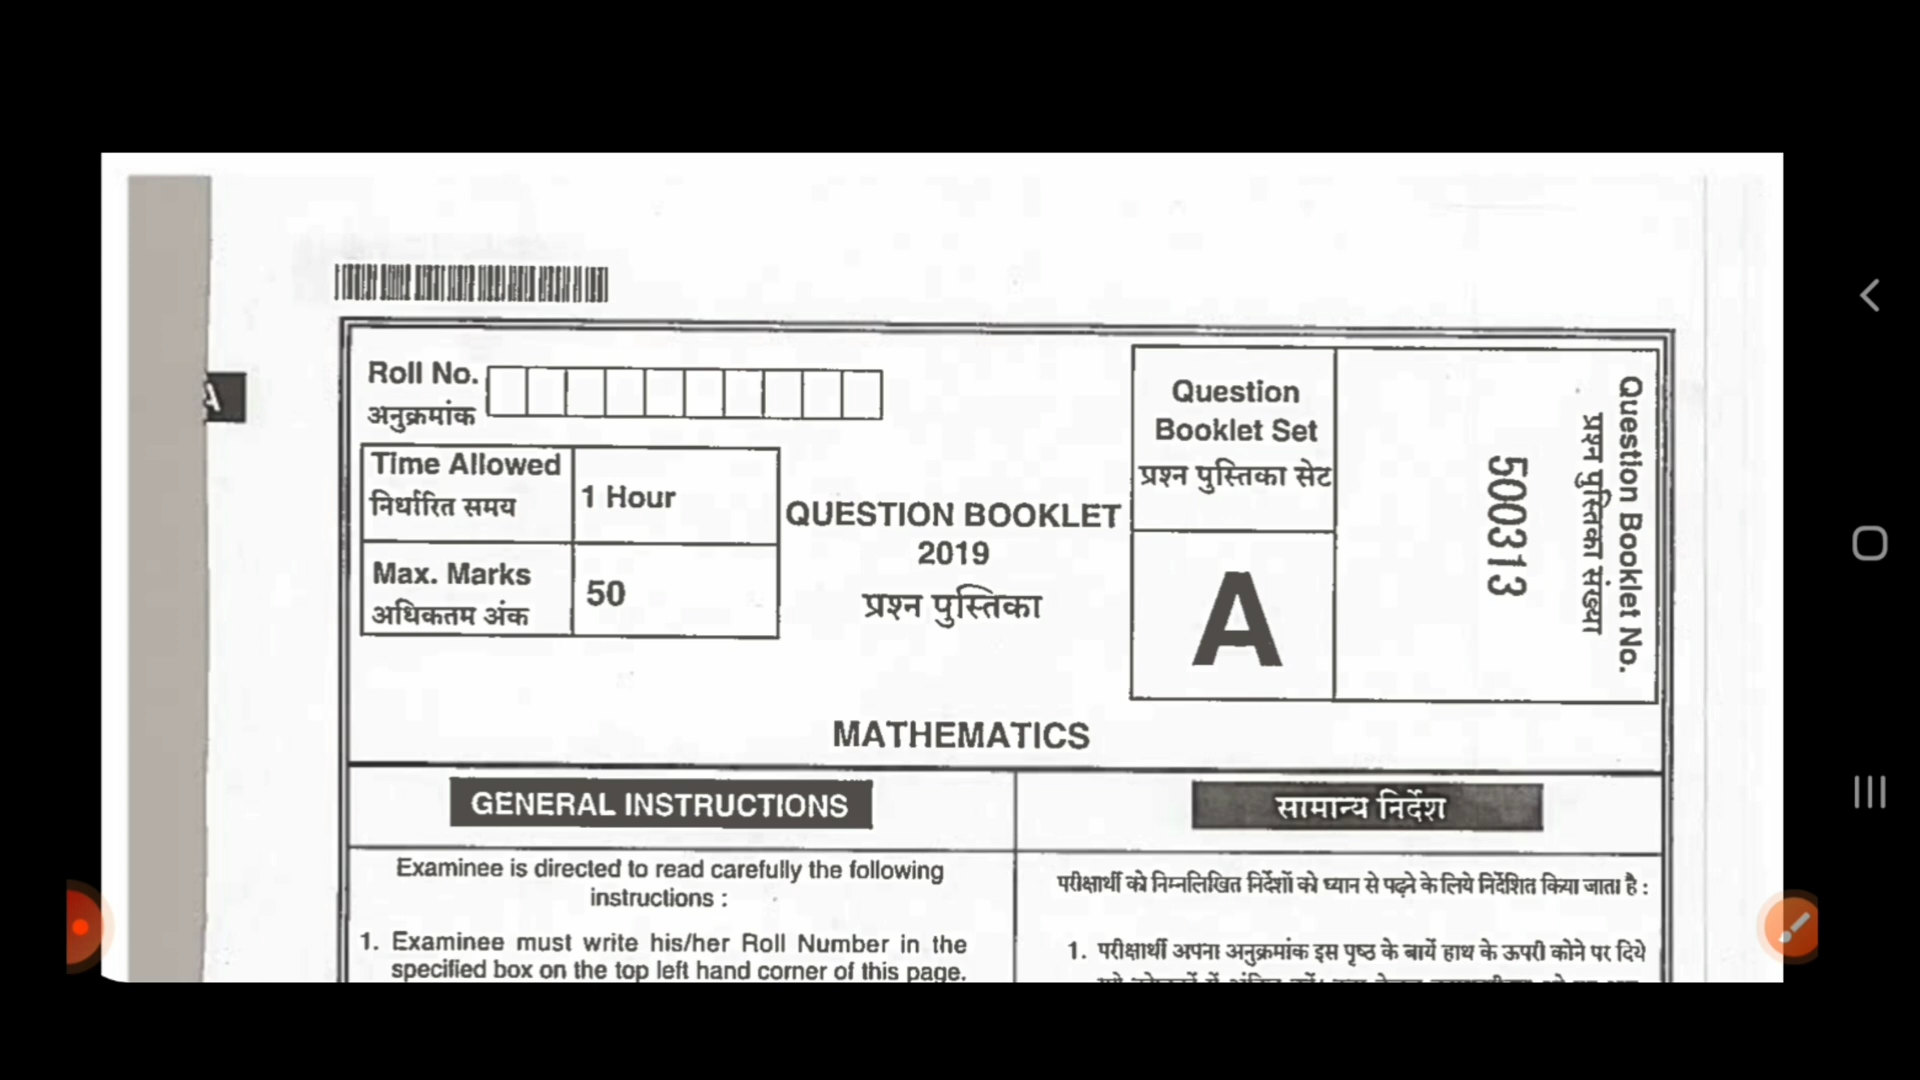 A
Roll No.
अनुक्रमांक
Time Allowed
निर्धारित समय
1 Hour
Max. Marks
अधिकतम अंक
50
QUESTION BOOKLET
2019
प्रश्न पुस्तिका
Question
Booklet Set
प्रश्न पुस्तिका सेट
A
Question Booklet No.
प्रश्न पुस्तिका संख्या
500313
MATHEMATICS
GENERAL INSTRUCTIONS
Examinee is directed to read carefully the following
instructions :
1. Examinee must write his/her Roll Number in the
specified box on the top left hand corner of this page.
सामान्य निर्देश
परीक्षार्थी को निम्नलिखित निर्देशों को ध्यान से पढ़ने के लिये निर्देशित किया जाता है :
1. परीक्षार्थी अपना अनुक्रमांक इस पृष्ठ के बायें हाथ के ऊपरी कोने पर दिये